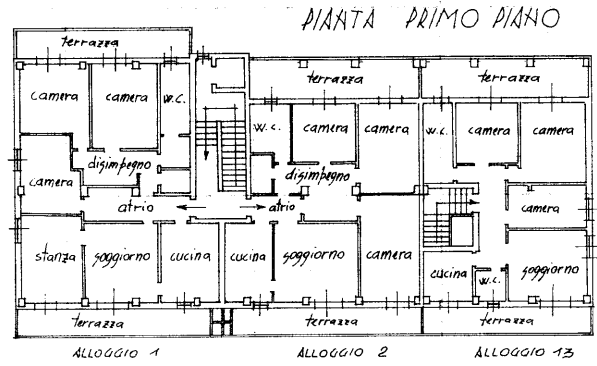 PIANTA PRIMO PIANO
terrazza
terrazza
terrazza
camera
camera
w.c.
w.c.
camera
camera
w.c.
camera
camera
disimpegno
disimpegno
camera
atrio
atrio
camera
stanza
soggiorno
cucina
cucina
soggiorno
camera
cucina
w.c.
soggiorno
terrazza
terrazza
terrazza
ALLOGGIO 1
ALLOGGIO 2
ALLOGGIO 13